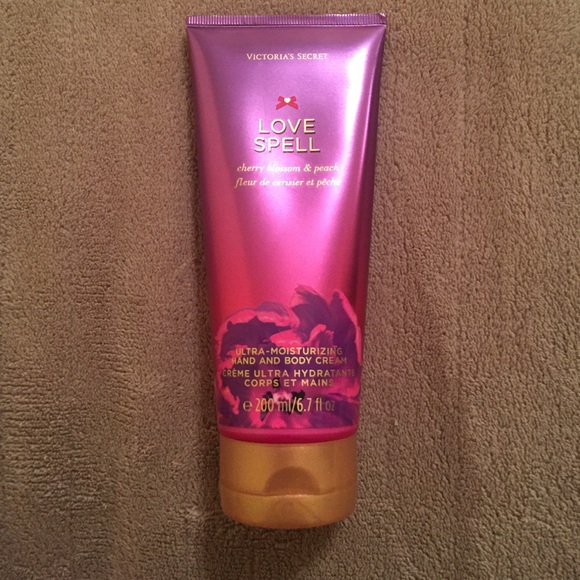 VICTORIA'S SECRET
LOVE
SPELL
cherry blossom & peach
fleur de cerisier et pêche
ULTRA-MOISTURIZING
HAND AND BODY CREAM
CRÈME ULTRA HYDRATANTE
CORPS ET MAINS
e 200 ml/6.7 fl oz